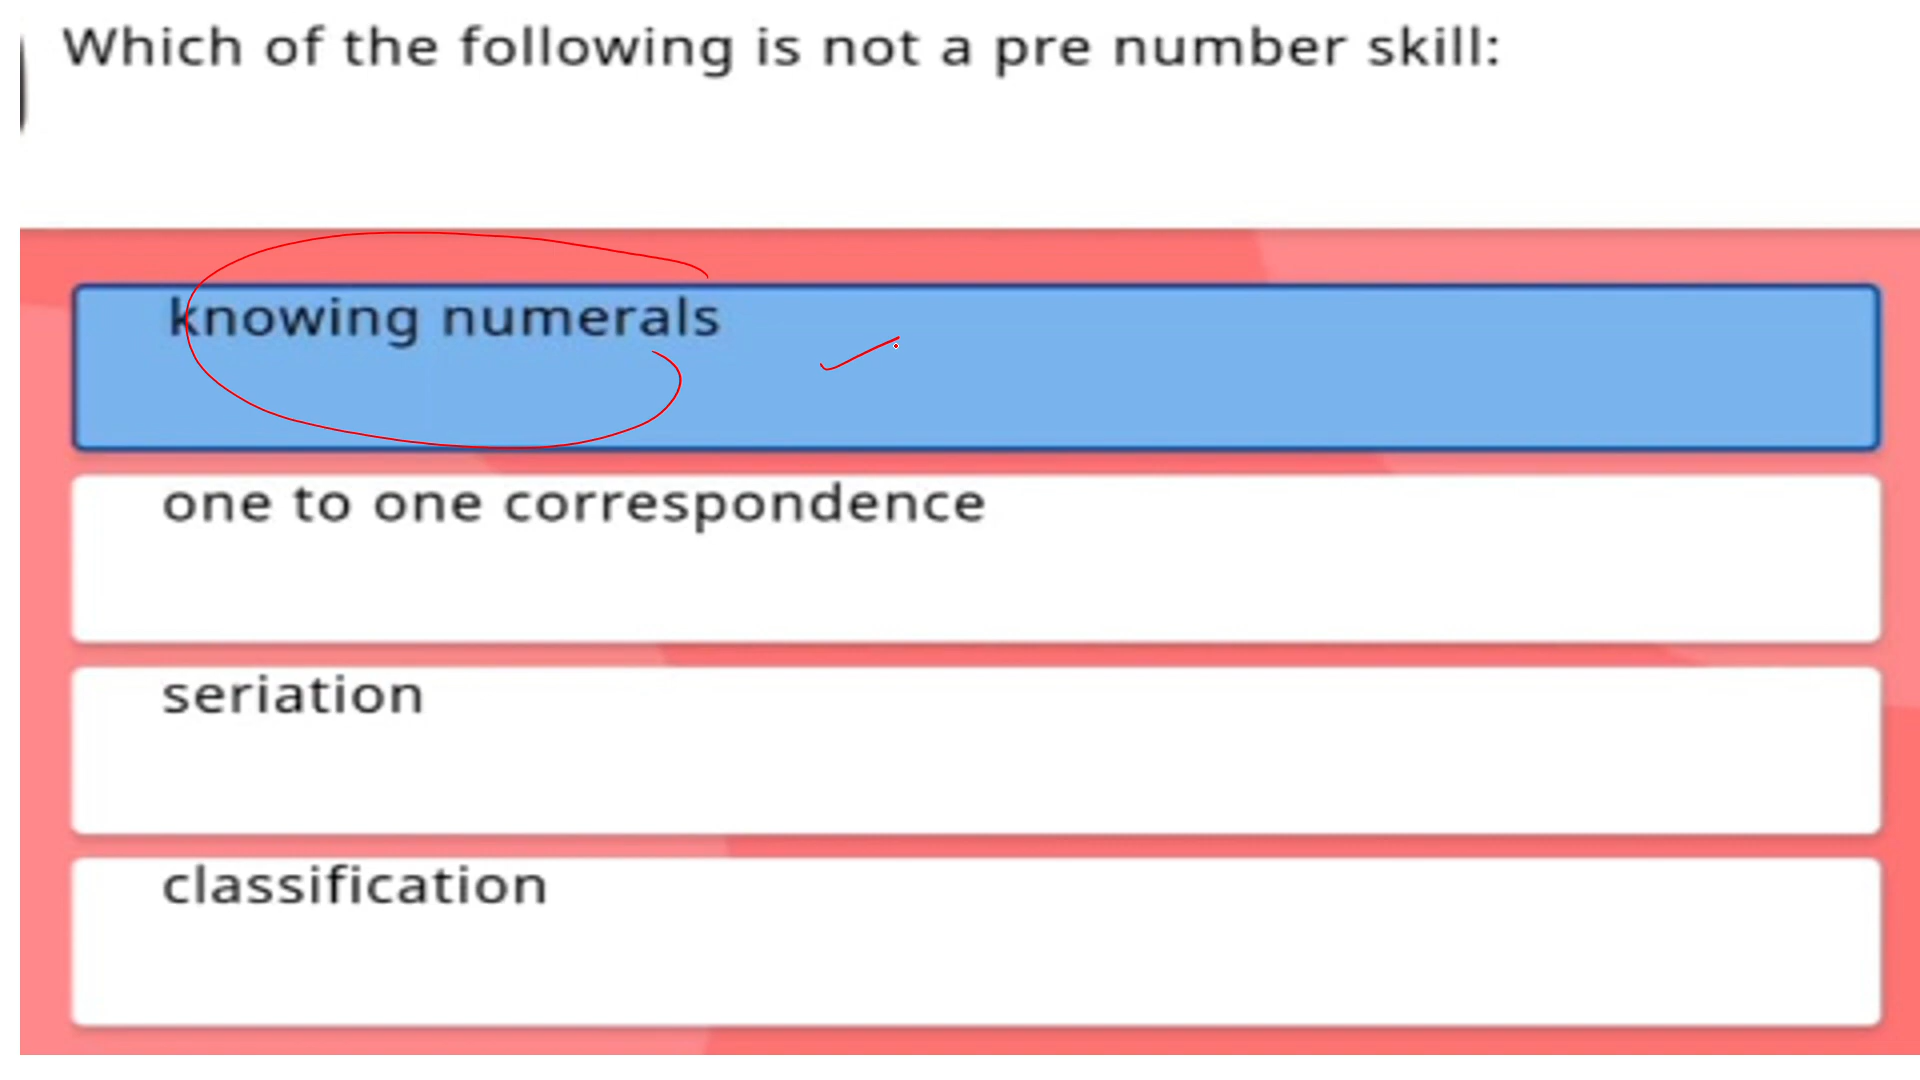 Which of the following is not a pre number skill:
knowing numerals
one to one correspondence
seriation
classification